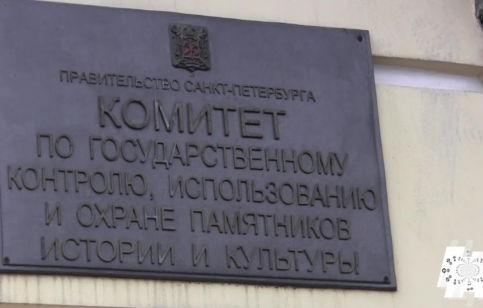 ПРАВИТЕЛЬСТВО САНКТ-ПЕТЕРБУРГА
КОМИТЕТ
ПО ГОСУДАРСТВЕННОМУ
КОНТРОЛЮ, ИСПОЛЬЗОВАНИЮ
И ОХРАНЕ ПАМЯТНИКОВ
ИСТОРИИ И КУЛЬТУРЫ